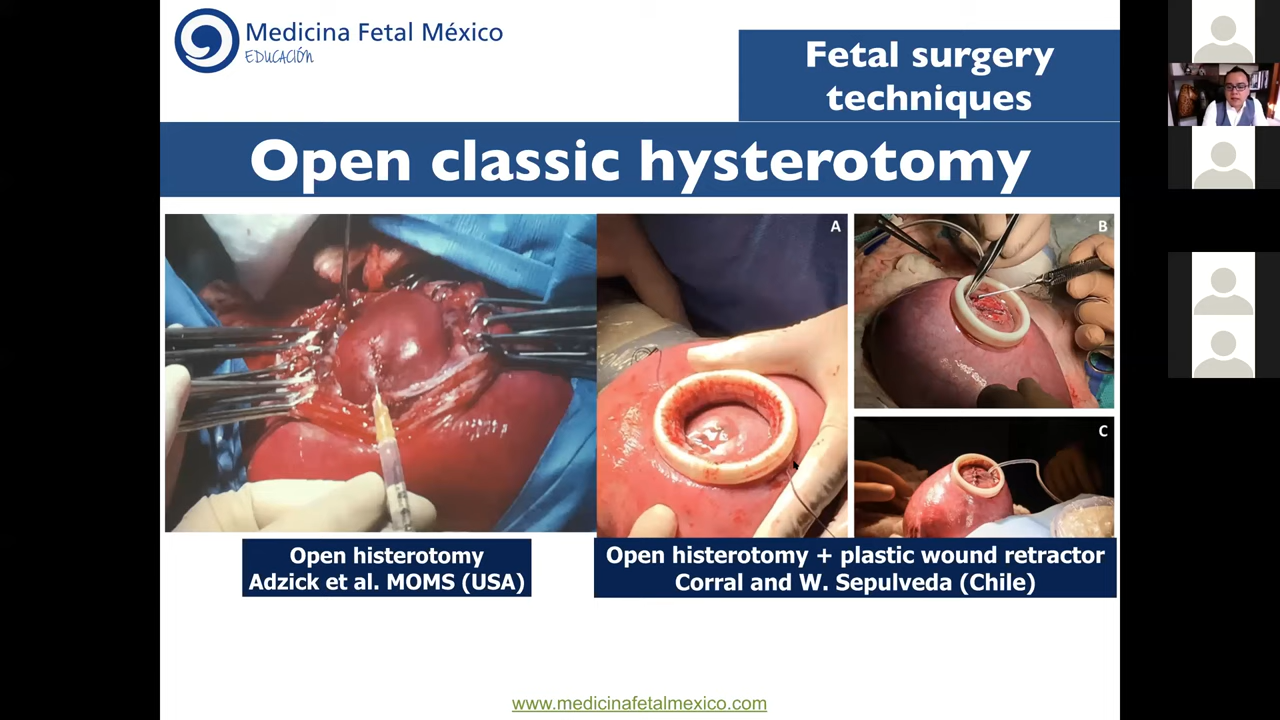 Medicina Fetal México
EDUCACIÓN
Fetal surgery
techniques
Open classic hysterotomy
A
B
C
Open histerotomy
Adzick et al. MOMS (USA)
Open histerotomy + plastic wound retractor
Corral and W. Sepulveda (Chile)
www.medicinafetalmexico.com